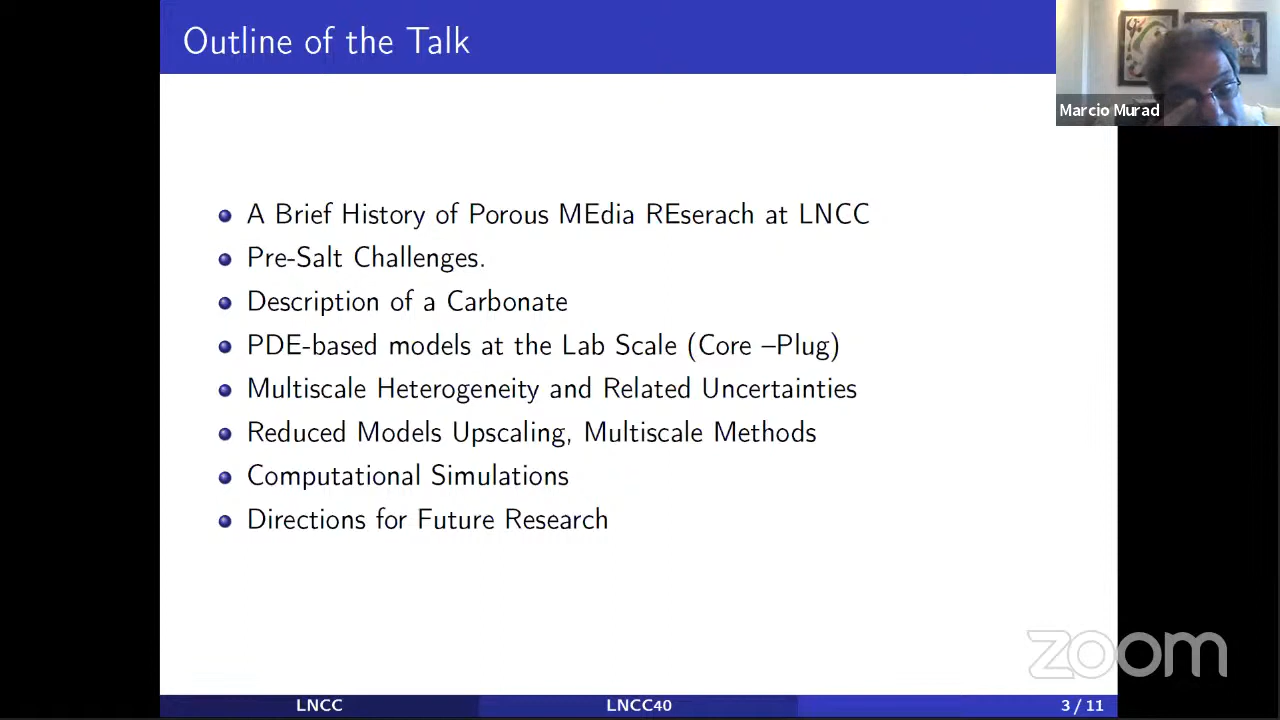 Outline of the Talk
Marcio Murad
A Brief History of Porous MEdia REserach at LNCC
Pre-Salt Challenges.
Description of a Carbonate
PDE-based models at the Lab Scale (Core –Plug)
Multiscale Heterogeneity and Related Uncertainties
Reduced Models Upscaling, Multiscale Methods
Computational Simulations
Directions for Future Research
zoom
LNCC LNCC40 3 / 11